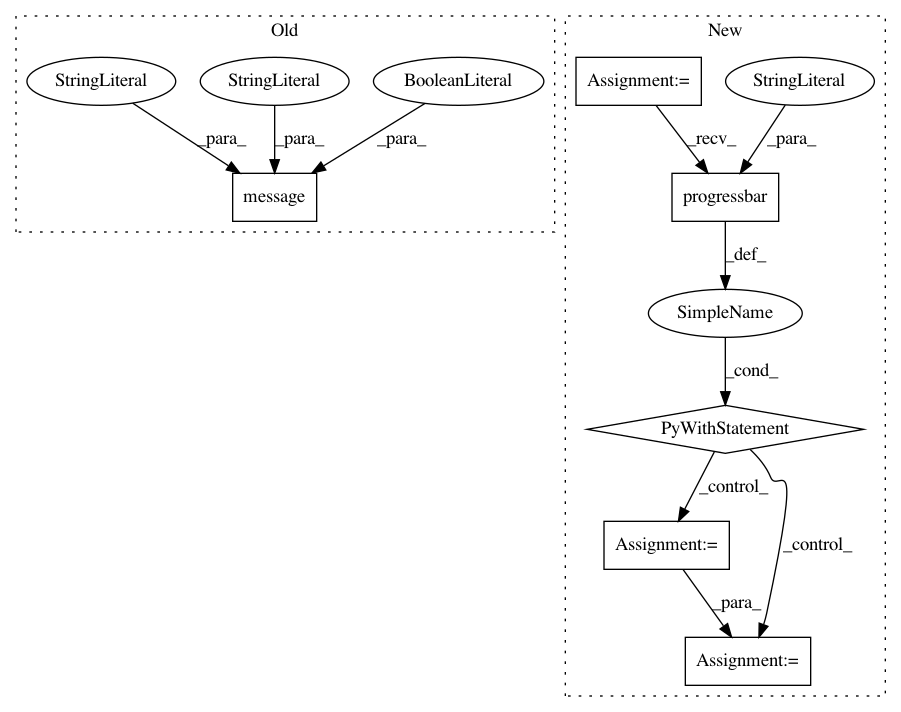 Old
New
StringLiteral
StringLiteral
BooleanLiteral
Assignment:=
StringLiteral
_para_
_para_
_para_
_recv_
_para_
message
progressbar
_def_
SimpleName
_cond_
PyWithStatement
_control_
Assignment:=
_control_
_para_
Assignment:=